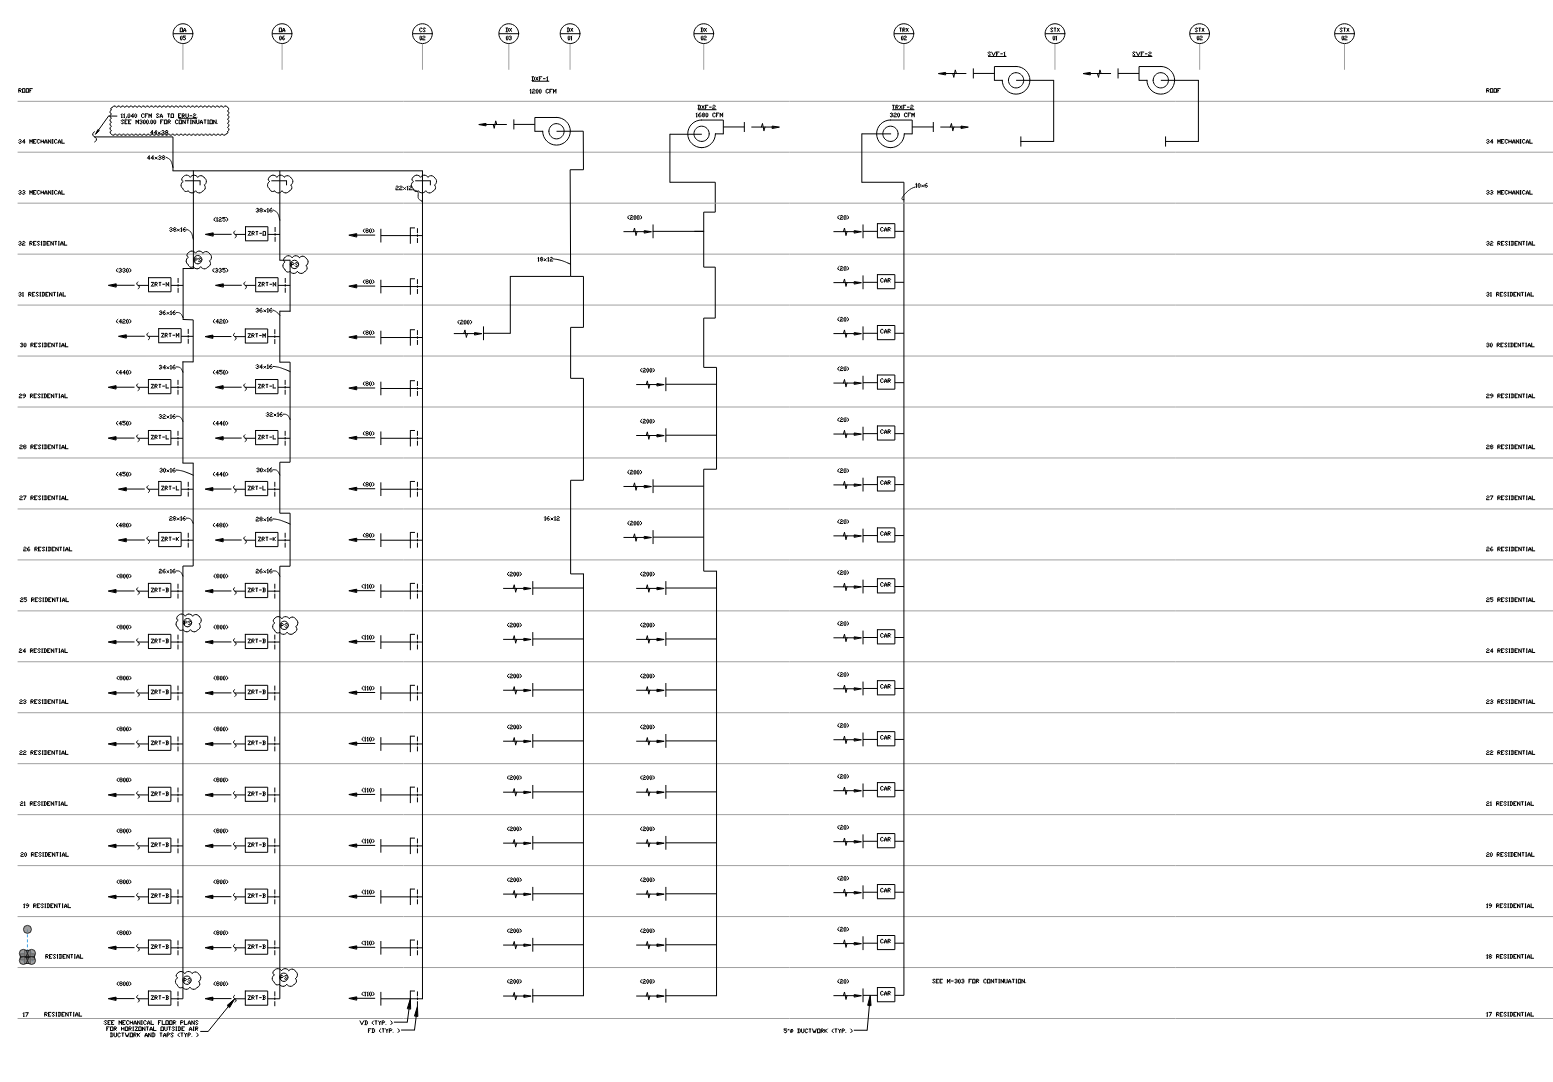 OA 05 OA 06 CS 02 DX 03 DX 01 DX 02 TRX 02 STX 01 STX 02 STX 02
SVF-1 SVF-2
DXF-1
1200 CFM
ROOF ROOF
11,040 CFM SA TO ERU-2
SEE M300.00 FOR CONTINUATION.
44x38
DXF-2
1680 CFM
TRXF-2
320 CFM
34 MECHANICAL 34 MECHANICAL
44x38
22x12 10x6
33 MECHANICAL 33 MECHANICAL
38x16 38x16
(125) ZRT-O (80) (200) (20) CAR
32 RESIDENTIAL 32 RESIDENTIAL
18x12
(330) ZRT-M (335) ZRT-M (80) (20) CAR
31 RESIDENTIAL 31 RESIDENTIAL
36x16 36x16
(420) ZRT-M (420) ZRT-M (80) (200) (20) CAR
30 RESIDENTIAL 30 RESIDENTIAL
34x16 34x16
(440) ZRT-L (450) ZRT-L (80) (200) (20) CAR
29 RESIDENTIAL 29 RESIDENTIAL
32x16 32x16
(450) ZRT-L (440) ZRT-L (80) (200) (20) CAR
28 RESIDENTIAL 28 RESIDENTIAL
30x16 30x16
(450) ZRT-L (440) ZRT-L (80) (200) (20) CAR
27 RESIDENTIAL 27 RESIDENTIAL
28x16 28x16 16x12
(480) ZRT-K (480) ZRT-K (80) (200) (20) CAR
26 RESIDENTIAL 26 RESIDENTIAL
26x16 26x16
(800) ZRT-B (800) ZRT-B (110) (200) (200) (20) CAR
25 RESIDENTIAL 25 RESIDENTIAL
(800) ZRT-B (800) ZRT-B (110) (200) (200) (20) CAR
24 RESIDENTIAL 24 RESIDENTIAL
(800) ZRT-B (800) ZRT-B (110) (200) (200) (20) CAR
23 RESIDENTIAL 23 RESIDENTIAL
(800) ZRT-B (800) ZRT-B (110) (200) (200) (20) CAR
22 RESIDENTIAL 22 RESIDENTIAL
(800) ZRT-B (800) ZRT-B (110) (200) (200) (20) CAR
21 RESIDENTIAL 21 RESIDENTIAL
(800) ZRT-B (800) ZRT-B (110) (200) (200) (20) CAR
20 RESIDENTIAL 20 RESIDENTIAL
(800) ZRT-B (800) ZRT-B (110) (200) (200) (20) CAR
19 RESIDENTIAL 19 RESIDENTIAL
(800) ZRT-B (800) ZRT-B (110) (200) (200) (20) CAR
RESIDENTIAL 18 RESIDENTIAL
(800) ZRT-B (800) ZRT-B (110) (200) (200) (20) CAR
SEE M-303 FOR CONTINUATION.
17 RESIDENTIAL 17 RESIDENTIAL
SEE MECHANICAL FLOOR PLANS
FOR HORIZONTAL OUTSIDE AIR
DUCTWORK AND TAPS (TYP. )
VD (TYP. )
FD (TYP. )
5"ø DUCTWORK (TYP. )